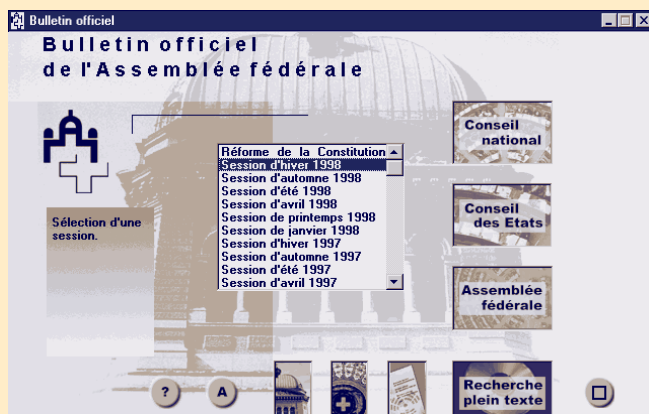 Bulletin officiel
Bulletin officiel
de l'Assemblée fédérale
Réforme de la Constitution
Session d'hiver 1998
Session d'automne 1998
Session d'été 1998
Session d'avril 1998
Session de printemps 1998
Session de janvier 1998
Session d'hiver 1997
Session d'automne 1997
Session d'été 1997
Session d'avril 1997
Sélection d'une
session.
Conseil
national
Conseil
des Etats
Assemblée
fédérale
Recherche
plein texte
?
A